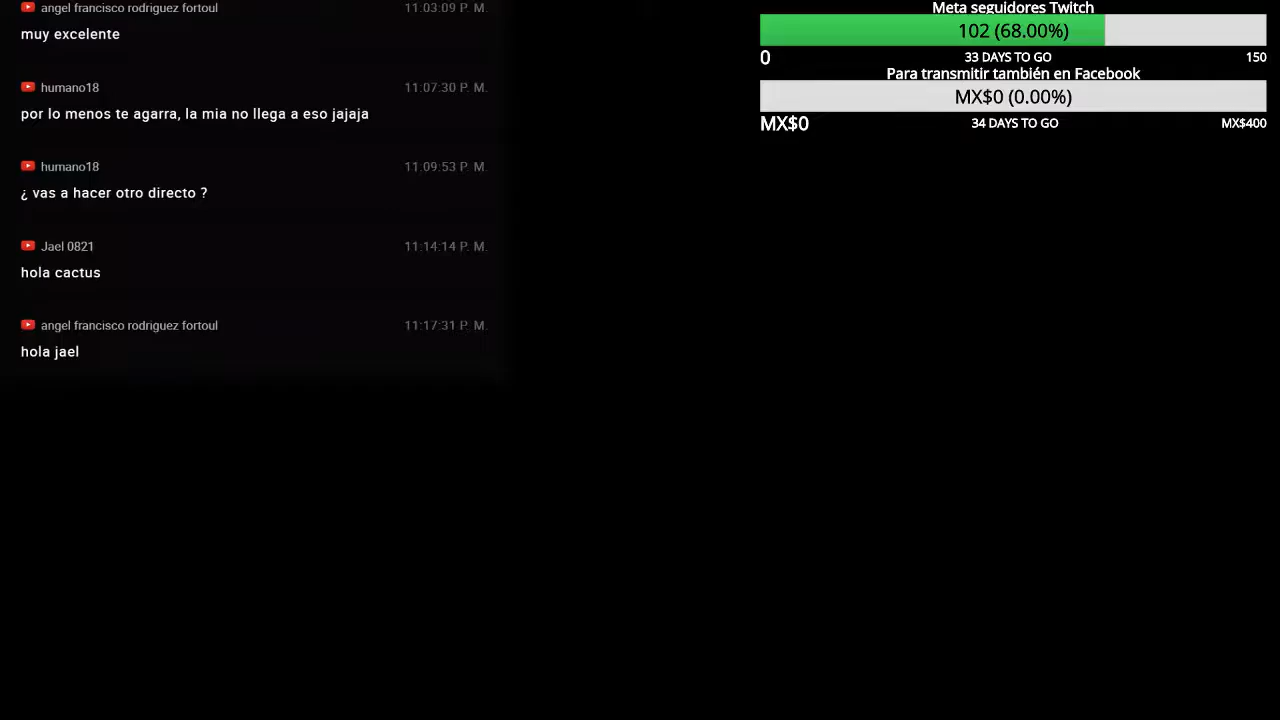 angel francisco rodriguez fortoul 11:03:09 P. M.
muy excelente
humano18 11:07:30 P. M.
por lo menos te agarra, la mia no llega a eso jajaja
humano18 11:09:53 P. M.
¿ vas a hacer otro directo ?
Jael 0821 11:14:14 P. M.
hola cactus
angel francisco rodriguez fortoul 11:17:31 P. M.
hola jael
Meta seguidores Twitch
102 (68.00%)
0 33 DAYS TO GO 150
Para transmitir también en Facebook
MX$0 (0.00%)
MX$0 34 DAYS TO GO MX$400